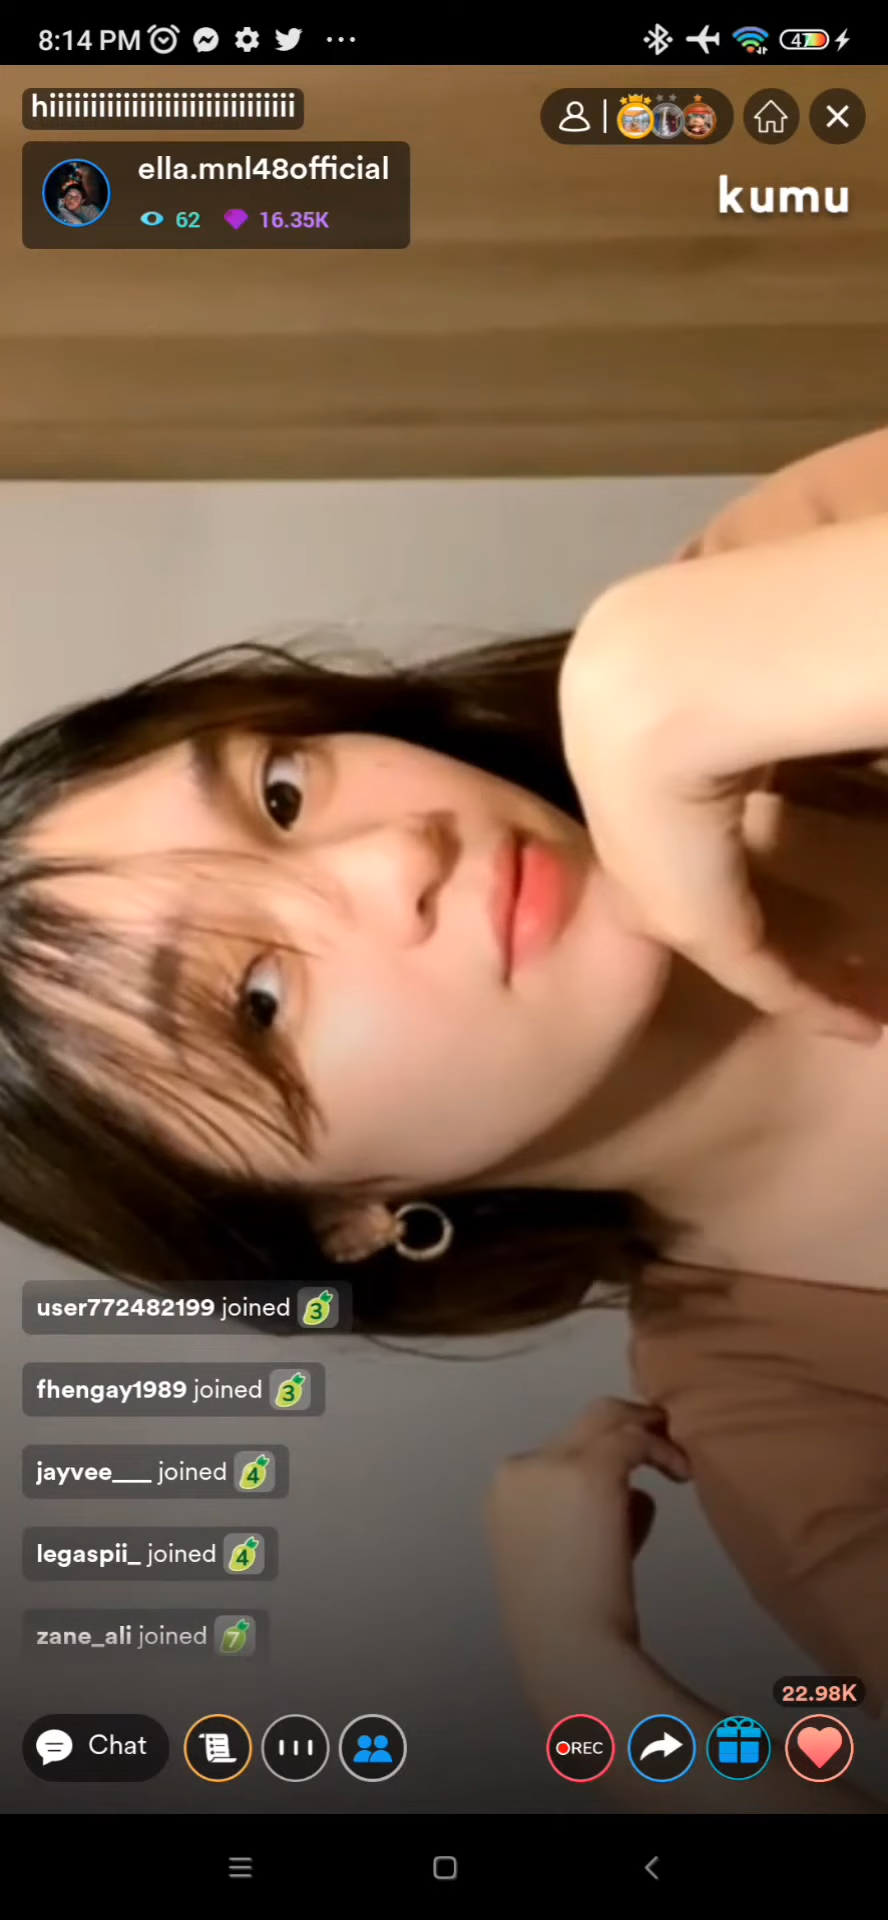 8:14 PM
47
hiiiiiiiiiiiiiiiiiiiiiiiiiiiiii
ella.mnl48official
62 16.35K
kumu
user772482199 joined 3
fhengay1989 joined 3
jayvee___ joined 4
legaspii_ joined 4
zane_ali joined 7
22.98K
Chat
REC